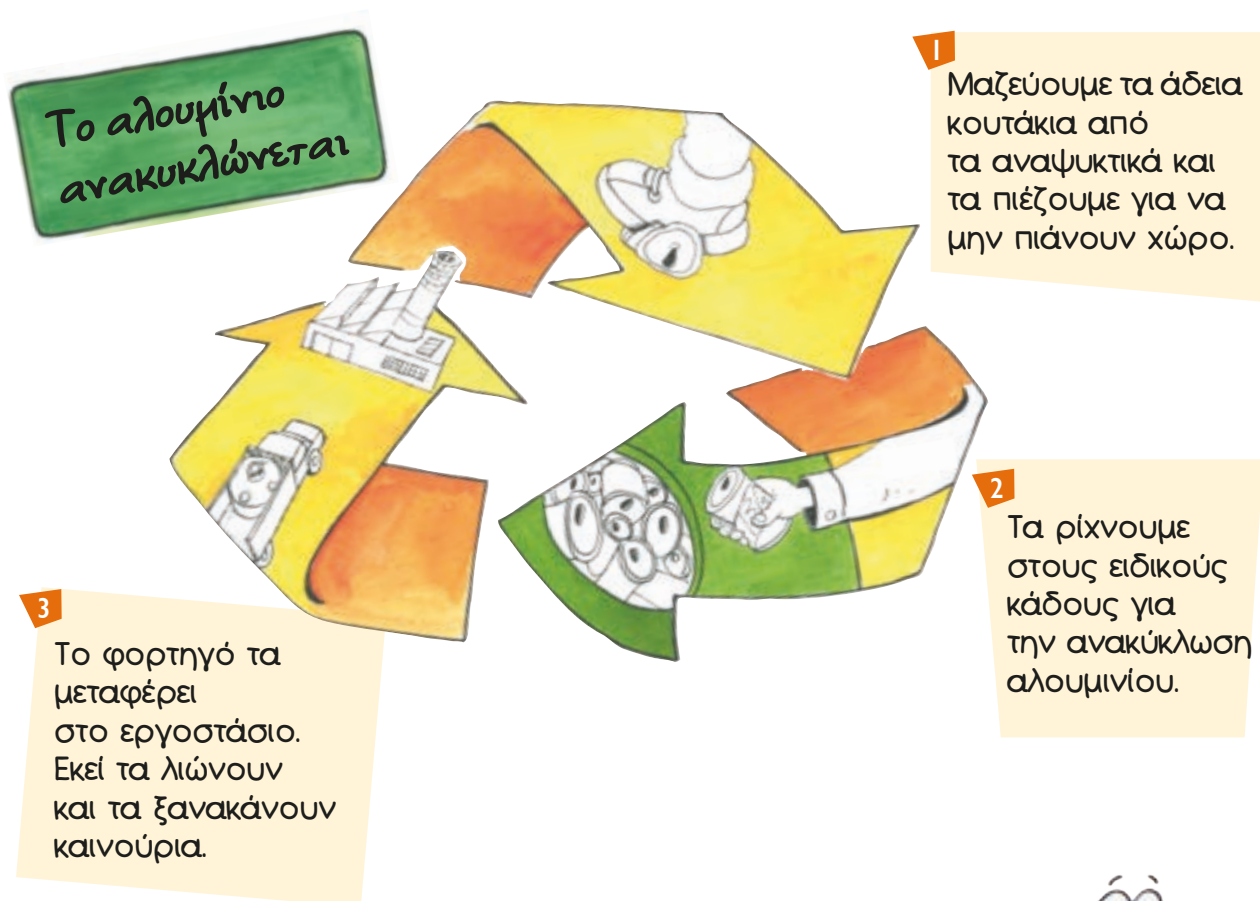 Το αλουμίνιο
ανακυκλώνεται
1
Μαζεύουμε τα άδεια
κουτάκια από
τα αναψυκτικά και
τα πιέζουμε για να
μην πιάνουν χώρο.
2
Τα ρίχνουμε
στους ειδικούς
κάδους για
την ανακύκλωση
αλουμινίου.
3
Το φορτηγό τα
μεταφέρει
στο εργοστάσιο.
Εκεί τα λιώνουν
και τα ξανακάνουν
καινούρια.